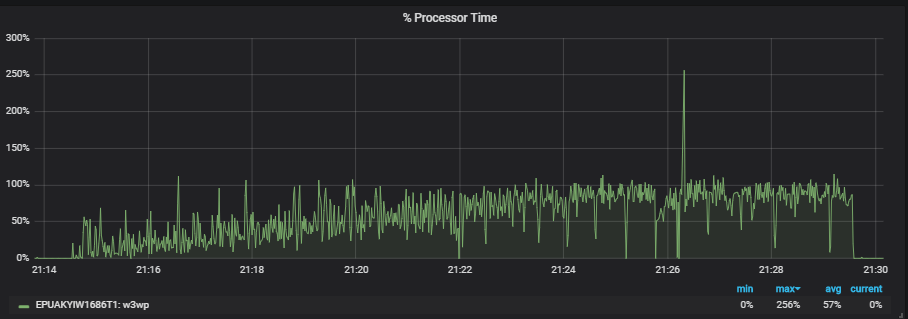 % Processor Time
300%
250%
200%
150%
100%
50%
0%
21:14 21:16 21:18 21:20 21:22 21:24 21:26 21:28 21:30
min max avg current
EPUAKYIW1686T1: w3wp 0% 256% 57% 0%